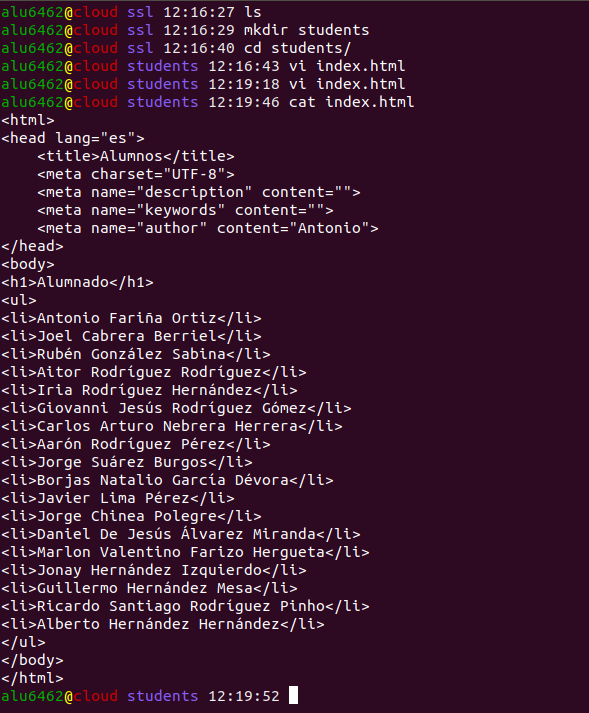 alu6462@cloud ssl 12:16:27 ls
alu6462@cloud ssl 12:16:29 mkdir students
alu6462@cloud ssl 12:16:40 cd students/
alu6462@cloud students 12:16:43 vi index.html
alu6462@cloud students 12:19:18 vi index.html
alu6462@cloud students 12:19:46 cat index.html
<html>
<head lang="es">
    <title>Alumnos</title>
    <meta charset="UTF-8">
    <meta name="description" content="">
    <meta name="keywords" content="">
    <meta name="author" content="Antonio">
</head>
<body>
<h1>Alumnado</h1>
<ul>
<li>Antonio Fariña Ortiz</li>
<li>Joel Cabrera Berriel</li>
<li>Rubén González Sabina</li>
<li>Aitor Rodríguez Rodríguez</li>
<li>Iria Rodríguez Hernández</li>
<li>Giovanni Jesús Rodríguez Gómez</li>
<li>Carlos Arturo Nebrera Herrera</li>
<li>Aarón Rodríguez Pérez</li>
<li>Jorge Suárez Burgos</li>
<li>Borjas Natalio García Dévora</li>
<li>Javier Lima Pérez</li>
<li>Jorge Chinea Polegre</li>
<li>Daniel De Jesús Álvarez Miranda</li>
<li>Marlon Valentino Farizo Hergueta</li>
<li>Jonay Hernández Izquierdo</li>
<li>Guillermo Hernández Mesa</li>
<li>Ricardo Santiago Rodríguez Pinho</li>
<li>Alberto Hernández Hernández</li>
</ul>
</body>
</html>
alu6462@cloud students 12:19:52